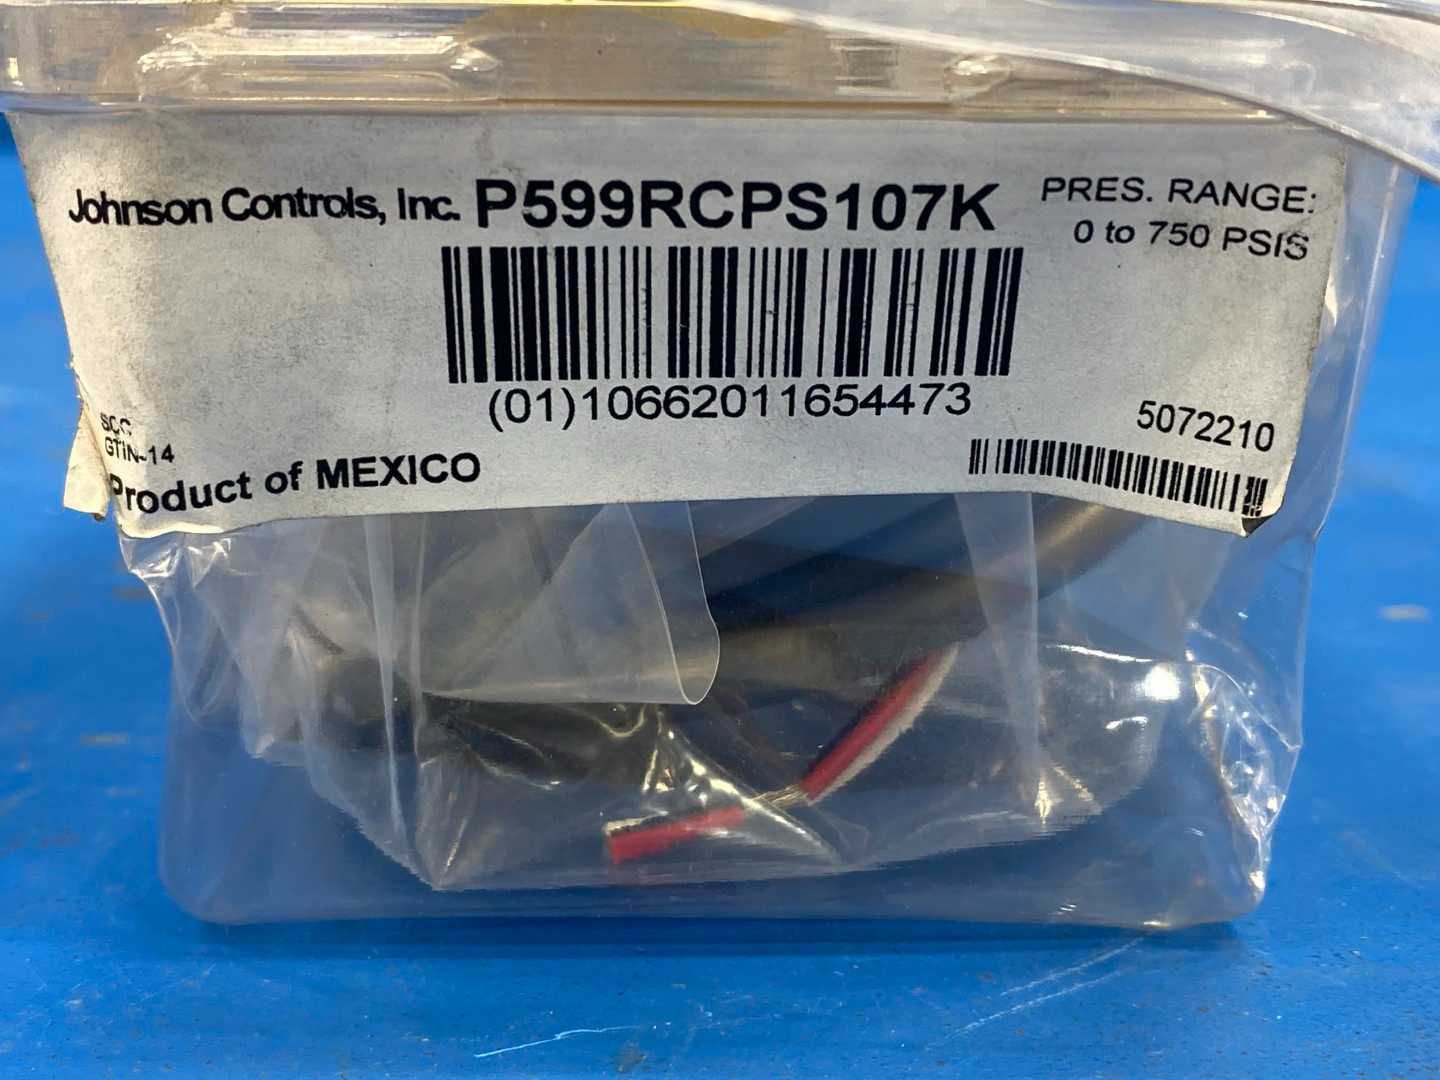 Johnson Controls, Inc. P599RCPS107K
PRES. RANGE:
0 to 750 PSIS
(01)10662011654473
SCC
GTIN-14
Product of MEXICO
5072210